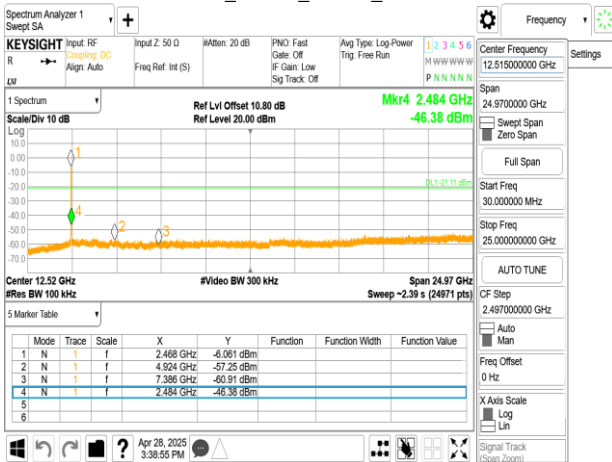 Spectrum Analyzer 1
Swept SA
+
Frequency
KEYSIGHT Input: RF
Coupling: DC
Align: Auto
Input Z: 50 Ω
Freq Ref: Int (S)
#Atten: 20 dB
PNO: Fast
Gate: Off
IF Gain: Low
Sig Track: Off
Avg Type: Log-Power
Trig: Free Run
1 2 3 4 5 6
M W W W W W
P N N N N N
R
LXI
Center Frequency
12.515000000 GHz
Settings
1 Spectrum
Scale/Div 10 dB
Ref Lvl Offset 10.80 dB
Ref Level 20.00 dBm
Mkr4 2.484 GHz
-46.38 dBm
Span
24.9700000 GHz
Swept Span
Zero Span
Full Span
Start Freq
30.000000 MHz
Stop Freq
25.000000000 GHz
AUTO TUNE
CF Step
2.497000000 GHz
Auto
Man
Freq Offset
0 Hz
X Axis Scale
Log
Lin
Signal Track
(Span Zoom)
Log
10.0
0.00
-10.0
-20.0
-30.0
-40.0
-50.0
-60.0
-70.0
1
4
2
3
DL1 -21.11 dBm
Center 12.52 GHz
#Res BW 100 kHz
#Video BW 300 kHz
Span 24.97 GHz
Sweep ~2.39 s (24971 pts)
5 Marker Table
Mode Trace Scale X Y Function Function Width Function Value
1 N 1 f 2.468 GHz -6.061 dBm
2 N 1 f 4.924 GHz -57.25 dBm
3 N 1 f 7.386 GHz -60.91 dBm
4 N 1 f 2.484 GHz -46.38 dBm
5
6
?
Apr 28, 2025
3:38:55 PM